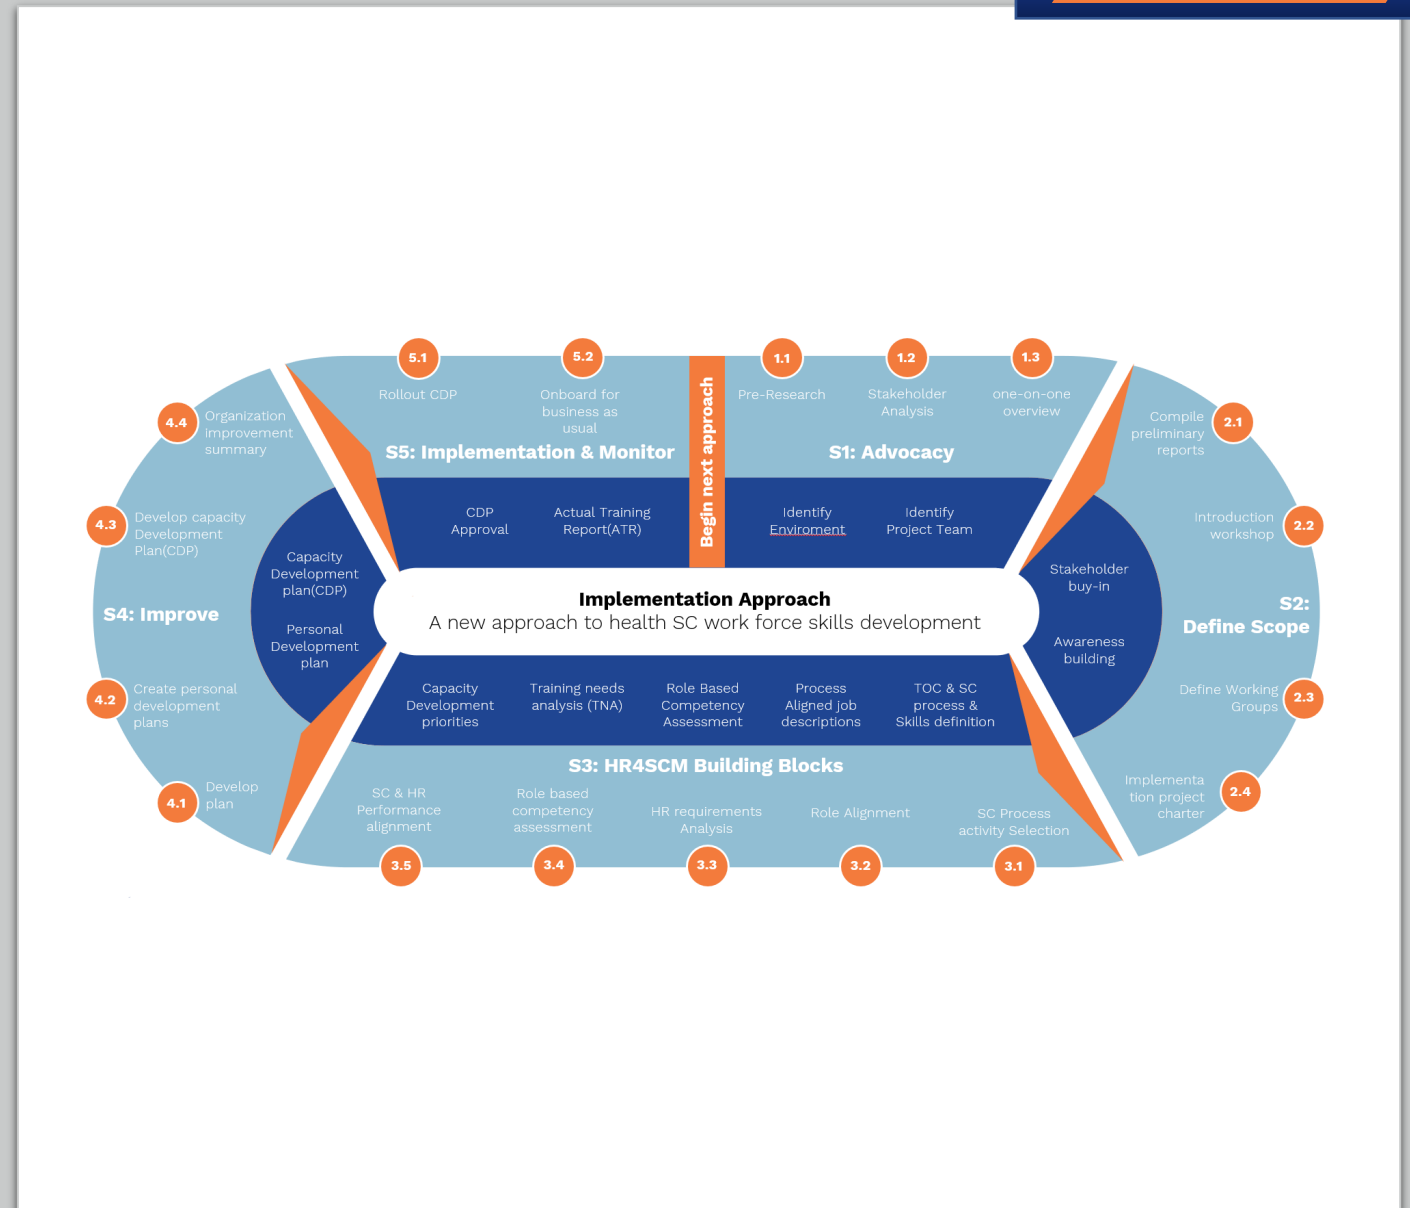 Implementation Approach
A new approach to health SC work force skills development
Begin next approach
1.1
Pre-Research
1.2
Stakeholder
Analysis
1.3
one-on-one
overview
S1: Advocacy
Identify
Enviroment
Identify
Project Team
2.1
Compile
preliminary
reports
2.2
Introduction
workshop
S2:
Define Scope
2.3
Define Working
Groups
2.4
Implementa
tion project
charter
Stakeholder
buy-in
Awareness
building
3.1
SC Process
activity Selection
3.2
Role Alignment
3.3
HR requirements
Analysis
3.4
Role based
competency
assessment
3.5
SC & HR
Performance
alignment
S3: HR4SCM Building Blocks
Capacity
Development
priorities
Training needs
analysis (TNA)
Role Based
Competency
Assessment
Process
Aligned job
descriptions
TOC & SC
process &
Skills definition
4.1
Develop
plan
4.2
Create personal
development
plans
S4: Improve
4.3
Develop capacity
Development
Plan(CDP)
4.4
Organization
improvement
summary
Capacity
Development
plan(CDP)
Personal
Development
plan
5.1
Rollout CDP
5.2
Onboard for
business as
usual
S5: Implementation & Monitor
CDP
Approval
Actual Training
Report(ATR)